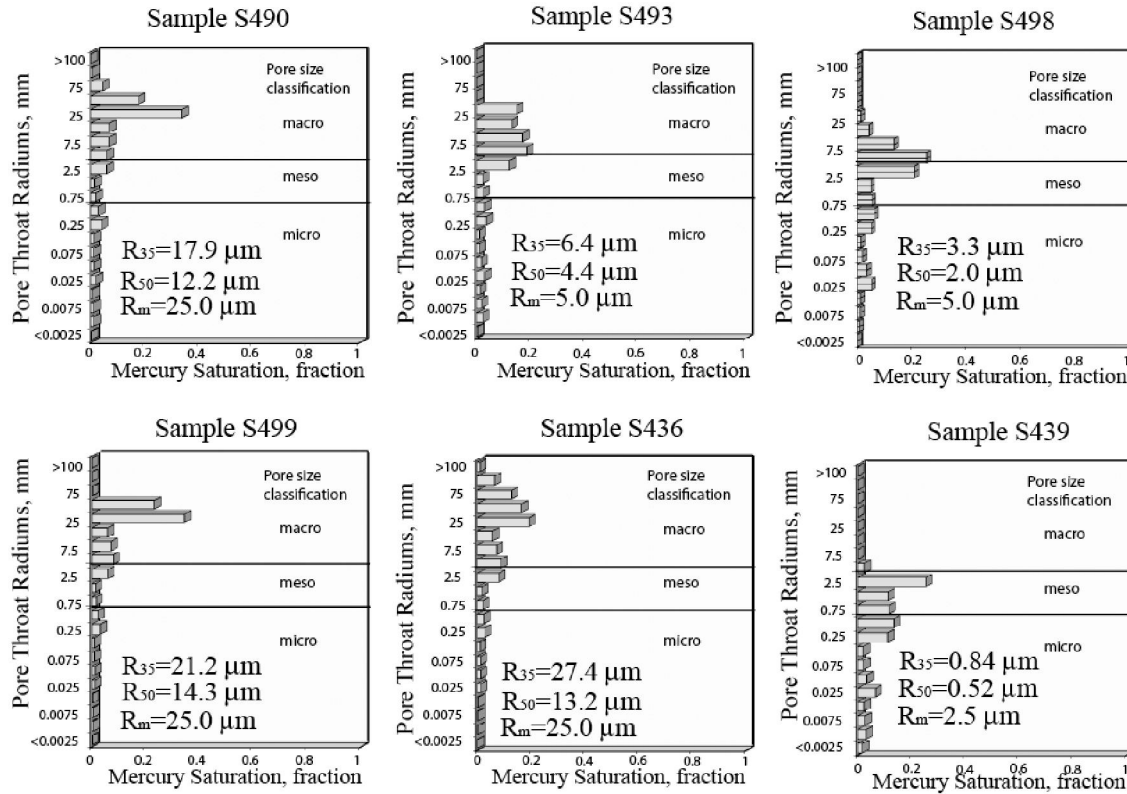 Sample S490
Pore Throat Radiums, mm
>100
75
25
7.5
2.5
0.75
0.25
0.075
0.025
0.0075
<0.0025
Pore size
classification
macro
meso
micro
R35=17.9 µm
R50=12.2 µm
Rm=25.0 µm
0 0.2 0.4 0.6 0.8 1
Mercury Saturation, fraction
Sample S493
Pore Throat Radiums, mm
>100
75
25
7.5
2.5
0.75
0.25
0.075
0.025
0.0075
<0.0025
Pore size
classification
macro
meso
micro
R35=6.4 µm
R50=4.4 µm
Rm=5.0 µm
0 0.2 0.4 0.6 0.8 1
Mercury Saturation, fraction
Sample S498
Pore Throat Radiums, mm
>100
75
25
7.5
2.5
0.75
0.25
0.075
0.025
0.0075
<0.0025
Pore size
classification
macro
meso
micro
R35=3.3 µm
R50=2.0 µm
Rm=5.0 µm
0 0.2 0.4 0.6 0.8 1
Mercury Saturation, fraction
Sample S499
Pore Throat Radiums, mm
>100
75
25
7.5
2.5
0.75
0.25
0.075
0.025
0.0075
<0.0025
Pore size
classification
macro
meso
micro
R35=21.2 µm
R50=14.3 µm
Rm=25.0 µm
0 0.2 0.4 0.6 0.8 1
Mercury Saturation, fraction
Sample S436
Pore Throat Radiums, mm
>100
75
25
7.5
2.5
0.75
0.25
0.075
0.025
0.0075
<0.0025
Pore size
classification
macro
meso
micro
R35=27.4 µm
R50=13.2 µm
Rm=25.0 µm
0 0.2 0.4 0.6 0.8 1
Mercury Saturation, fraction
Sample S439
Pore Throat Radiums, mm
>100
75
25
7.5
2.5
0.75
0.25
0.075
0.025
0.0075
<0.0025
Pore size
classification
macro
meso
micro
R35=0.84 µm
R50=0.52 µm
Rm=2.5 µm
0 0.2 0.4 0.6 0.8 1
Mercury Saturation, fraction